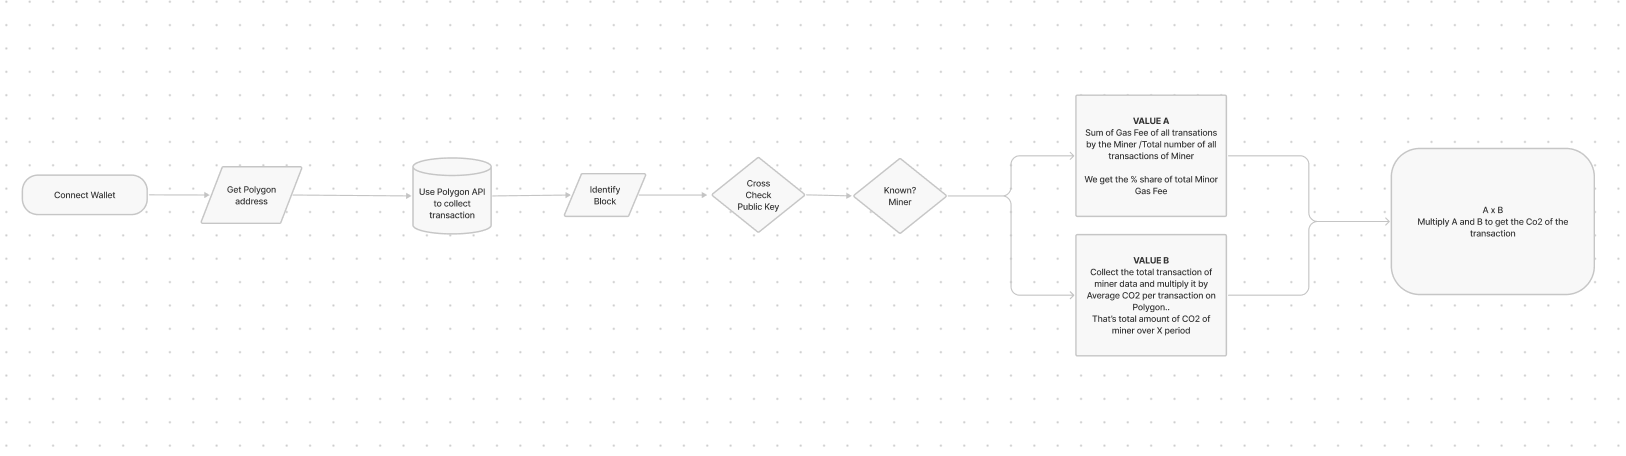 Connect Wallet
Get Polygon
address
Use Polygon API
to collect
transaction
Identify
Block
Cross
Check
Public Key
Known?
Miner
VALUE A
Sum of Gas Fee of all transations
by the Miner /Total number of all
transactions of Miner
We get the % share of total Minor
Gas Fee
VALUE B
Collect the total transaction of
miner data and multiply it by
Average CO2 per transaction on
Polygon..
That's total amount of CO2 of
miner over X period
A x B
Multiply A and B to get the Co2 of the
transaction